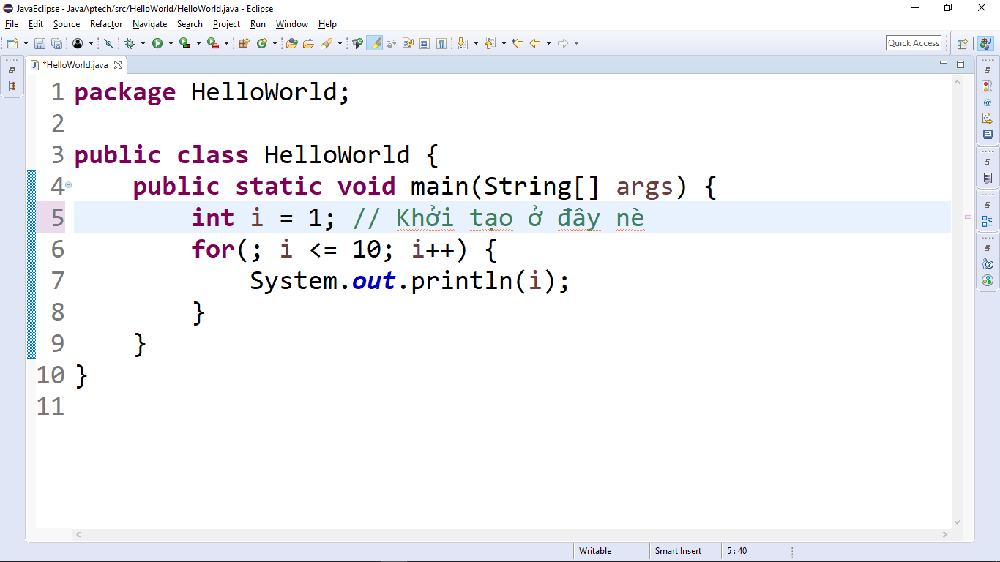 JavaEclipse - JavaAptech/src/HelloWorld/HelloWorld.java - Eclipse
File Edit Source Refactor Navigate Search Project Run Window Help
Quick Access
*HelloWorld.java
1 package HelloWorld;
2
3 public class HelloWorld {
4 public static void main(String[] args) {
5 int i = 1; // Khởi tạo ở đây nè
6 for(; i <= 10; i++) {
7 System.out.println(i);
8 }
9 }
10 }
11
Writable Smart Insert 5 : 40